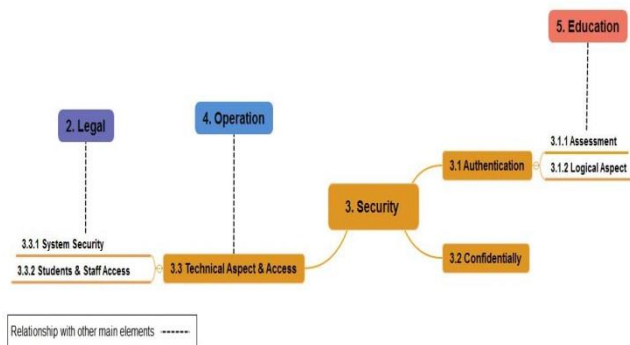 5. Education
2. Legal
4. Operation
3.1.1 Assessment
3.1 Authentication
3.1.2 Logical Aspect
3. Security
3.3.1 System Security
3.2 Confidentially
3.3.2 Students & Staff Access
3.3 Technical Aspect & Access
Relationship with other main elements